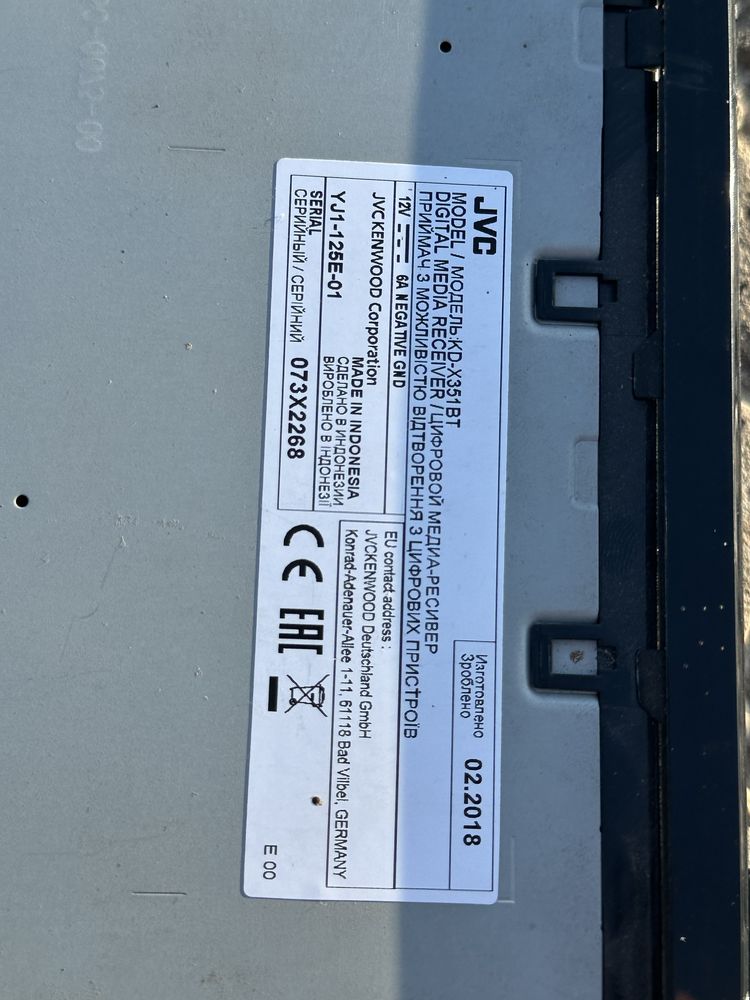 JVC
MODEL / МОДЕЛЬ:KD-X351BT
DIGITAL MEDIA RECEIVER / ЦИФРОВОЙ МЕДИА-РЕСИВЕР
ПРИЙМАЧ З МОЖЛИВІСТЮ ВІДТВОРЕННЯ З ЦИФРОВИХ ПРИСТРОЇВ
Изготовлено
Зроблено
02.2018
12V 6A NEGATIVE GND
JVCKENWOOD Corporation
MADE IN INDONESIA
СДЕЛАНО В ИНДОНЕЗИИ
ВИРОБЛЕНО В ІНДОНЕЗІЇ
YJ1-125E-01
SERIAL
СЕРИЙНЫЙ / СЕРІЙНИЙ 073X2268
EU contact address :
JVCKENWOOD Deutschland GmbH
Konrad-Adenauer-Allee 1-11, 61118 Bad Vilbel, GERMANY
CE EAC
E 00